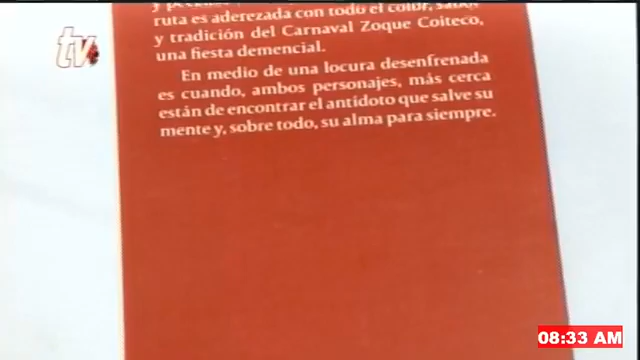 tv
ruta es aderezada con todo el color, sabor
y tradición del Carnaval Zoque Coiteco,
una fiesta demencial.
En medio de una locura desenfrenada
es cuando, ambos personajes, más cerca
están de encontrar el antídoto que salve su
mente y, sobre todo, su alma para siempre.
08:33 AM